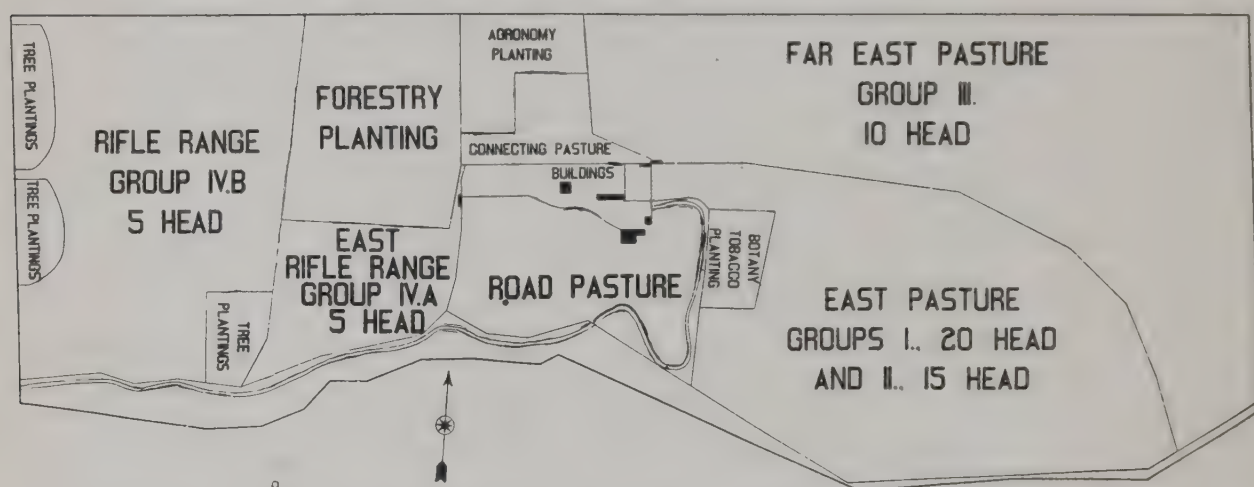 TREE PLANTINGS
TREE PLANTINGS
RIFLE RANGE
GROUP IV.B
5 HEAD
TREE
PLANTINGS
FORESTRY
PLANTING
EAST
RIFLE RANGE
GROUP IV.A
5 HEAD
AGRONOMY
PLANTING
CONNECTING PASTURE
BUILDINGS
ROAD PASTURE
BOTANY
TOBACCO
PLANTING
FAR EAST PASTURE
GROUP III.
10 HEAD
EAST PASTURE
GROUPS I., 20 HEAD
AND II., 15 HEAD